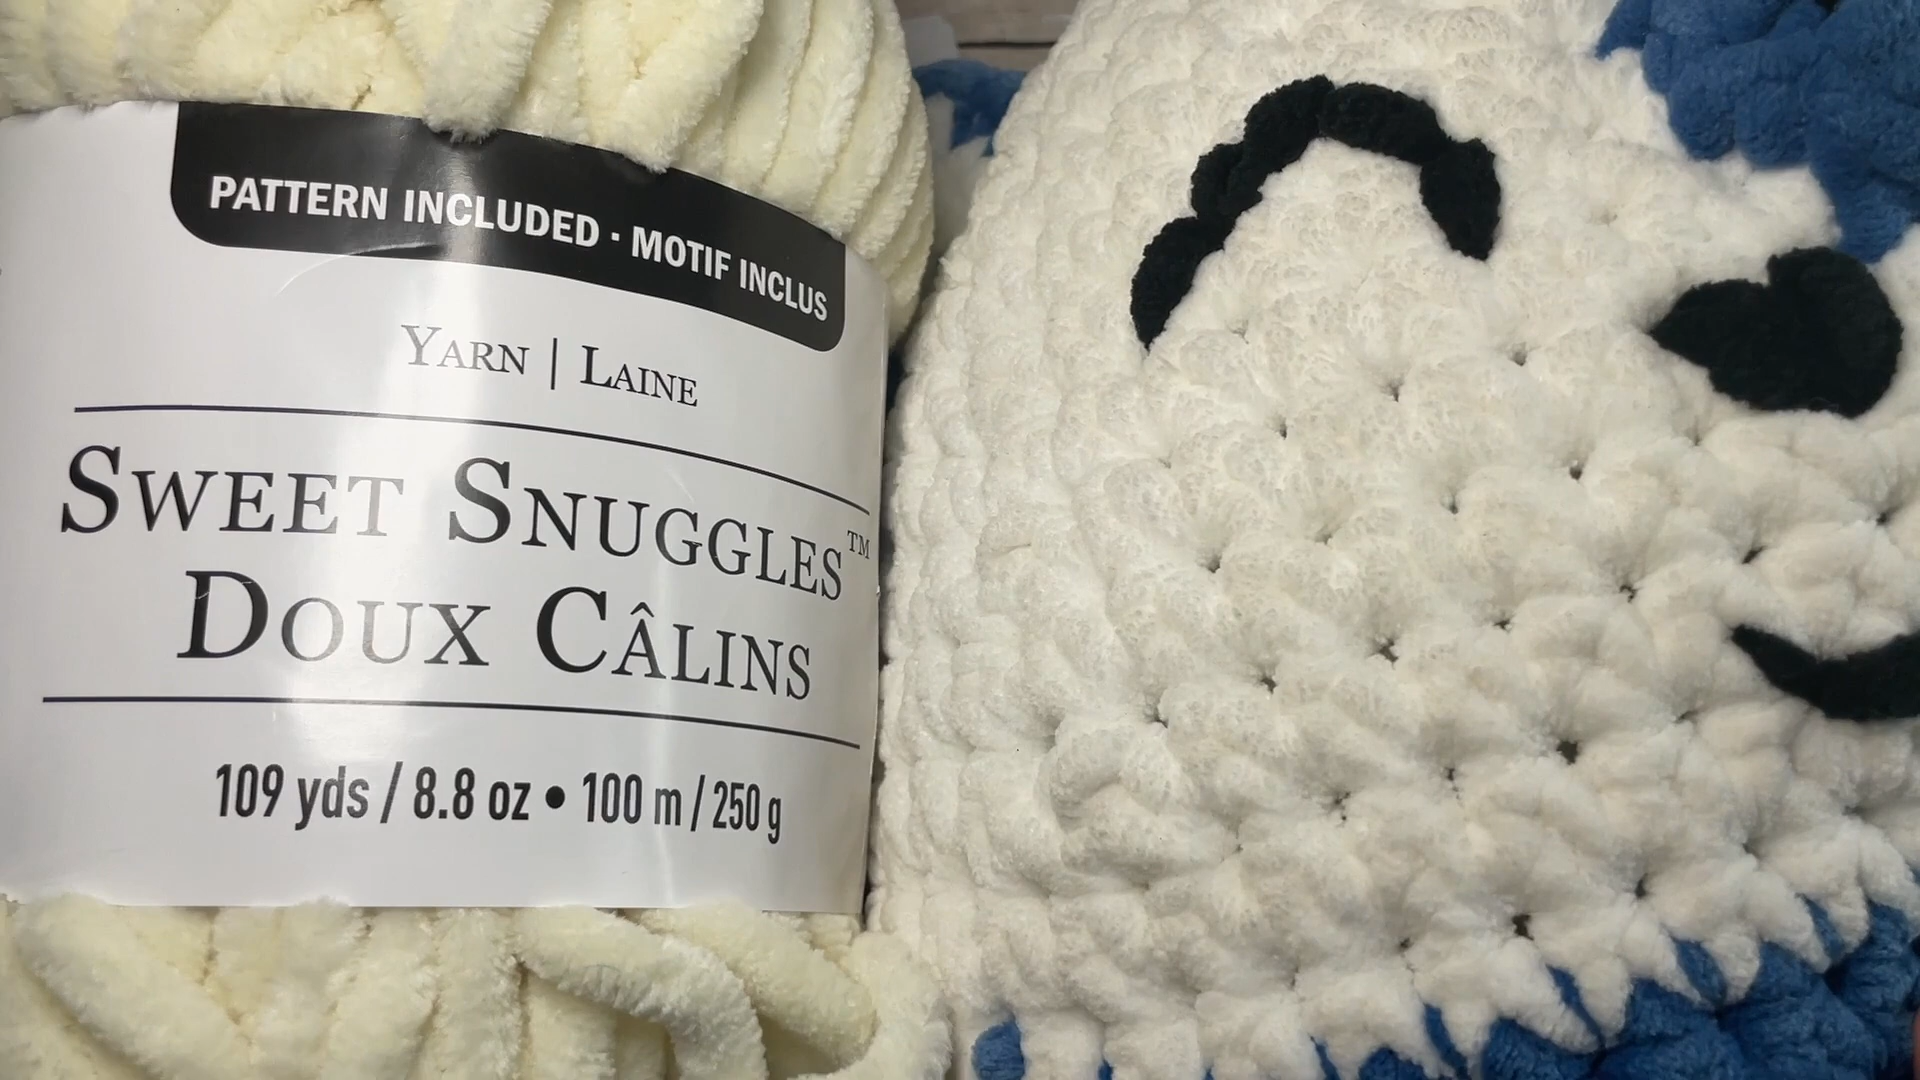 PATTERN INCLUDED · MOTIF INCLUS
YARN | LAINE
SWEET SNUGGLES™
DOUX CÂLINS
109 yds / 8.8 oz • 100 m / 250 g